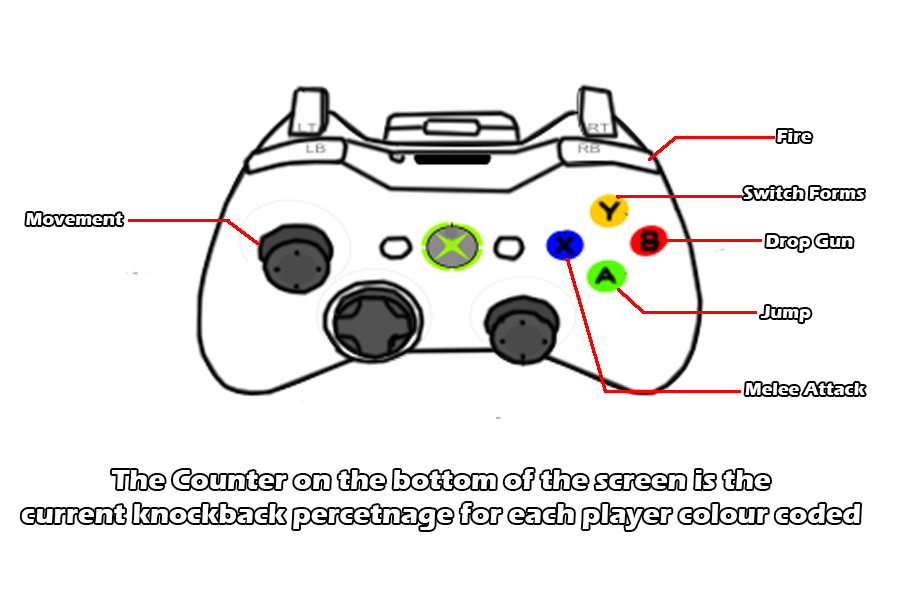 LT
RT
LB
RB
Fire
Switch Forms
Y
Movement
X
B
Drop Gun
A
Jump
Melee Attack
The Counter on the bottom of the screen is the
current knockback percetnage for each player colour coded